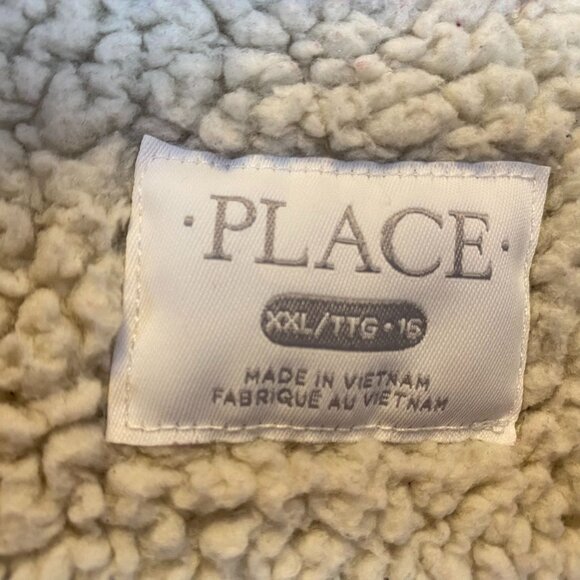 ·PLACE·
XXL/TTG•16
MADE IN VIETNAM
FABRIQUÉ AU VIETNAM